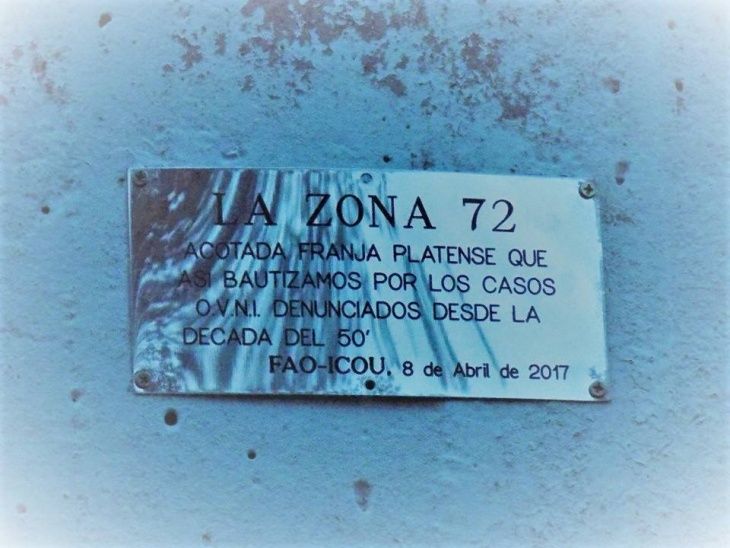 LA ZONA 72
ACOTADA FRANJA PLATENSE QUE
ASI BAUTIZAMOS POR LOS CASOS
O.V.N.I. DENUNCIADOS DESDE LA
DECADA DEL 50'
FAO-ICOU. 8 de Abril de 2017